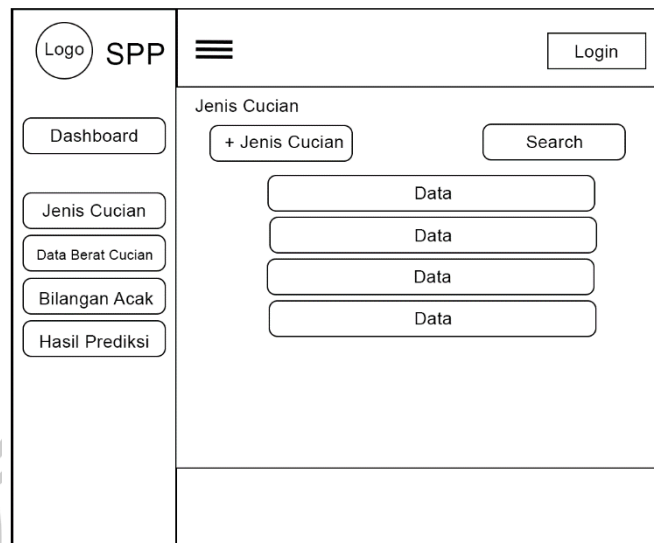 Logo
SPP
Login
Dashboard
Jenis Cucian
Data Berat Cucian
Bilangan Acak
Hasil Prediksi
Jenis Cucian
+ Jenis Cucian
Search
Data
Data
Data
Data